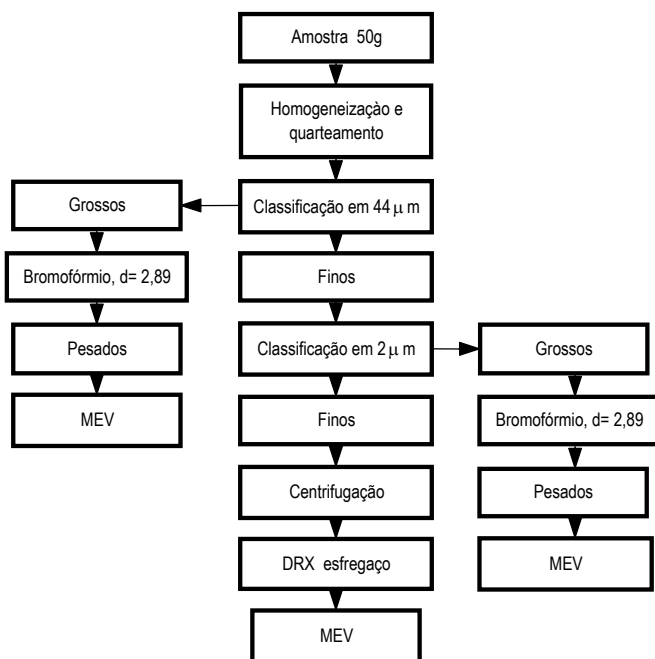 Amostra 50g
Homogeneizaçào e
quarteamento
Grossos
Classificação em 44 μ m
Bromofórmio, d= 2,89
Finos
Pesados
Classificação em 2 μ m
Grossos
MEV
Finos
Bromofórmio, d= 2,89
Centrifugação
Pesados
DRX esfregaço
MEV
MEV